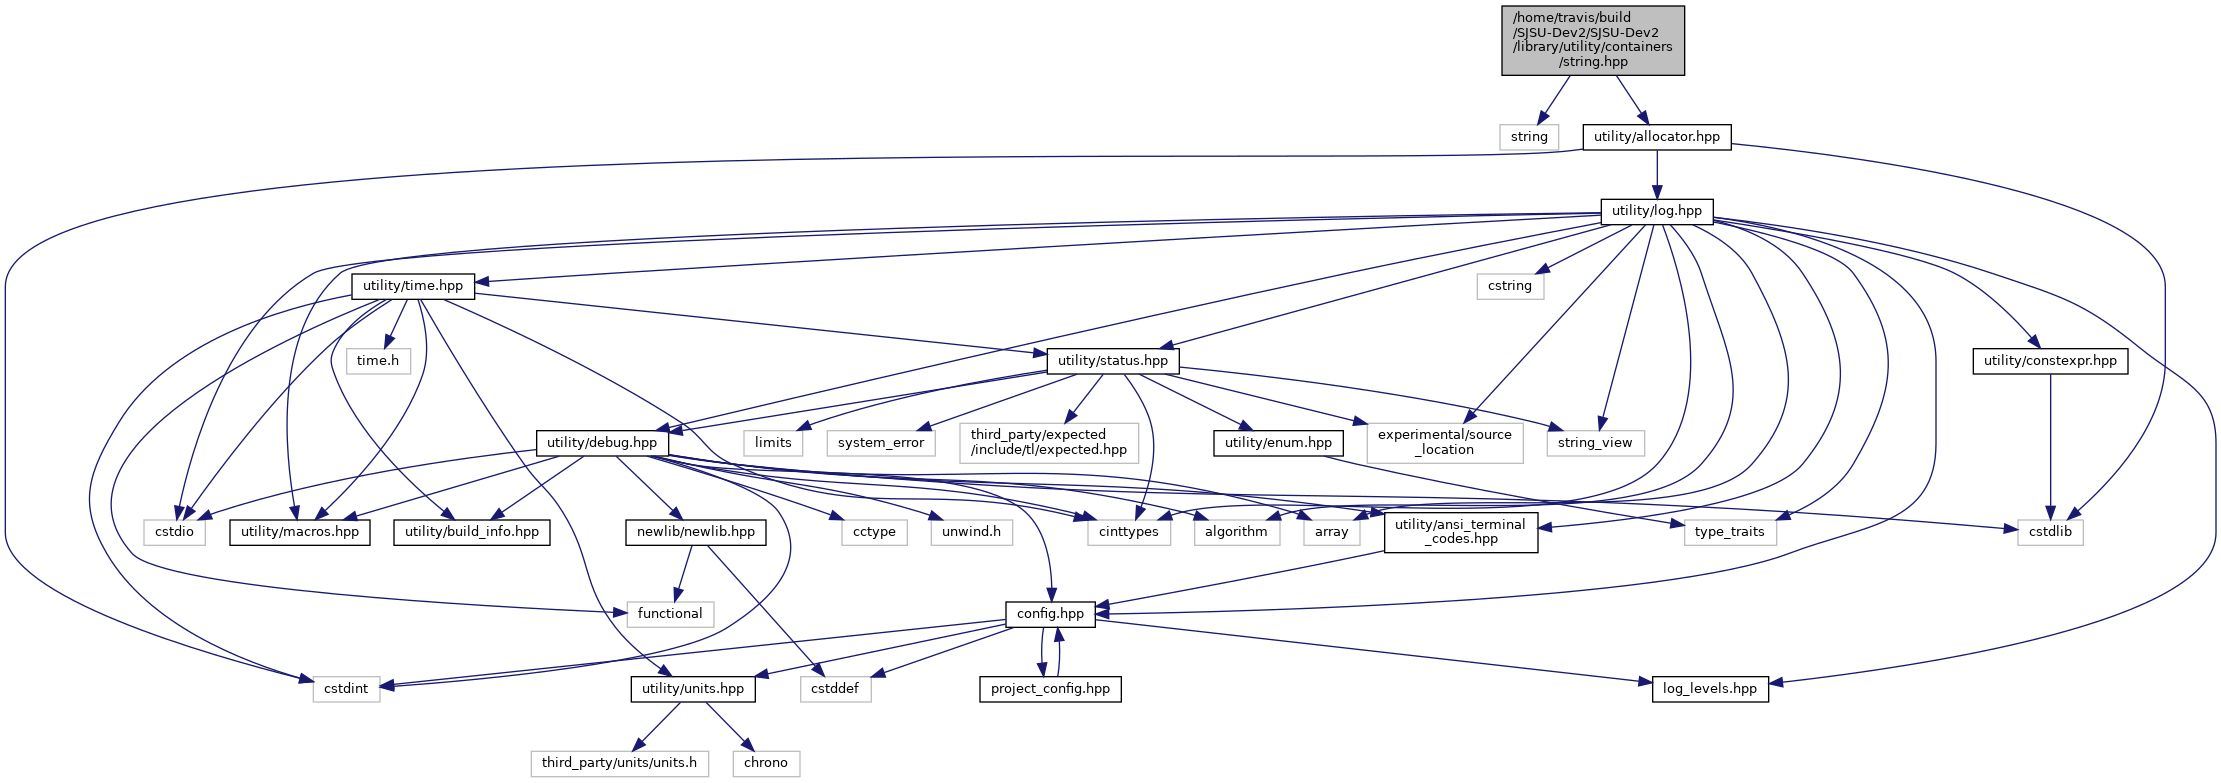 /home/travis/build
/SJSU-Dev2/SJSU-Dev2
/library/utility/containers
/string.hpp
string
utility/allocator.hpp
utility/log.hpp
utility/time.hpp
cstring
time.h
utility/status.hpp
utility/constexpr.hpp
utility/debug.hpp
limits
system_error
third_party/expected
/include/tl/expected.hpp
utility/enum.hpp
experimental/source
_location
string_view
cstdio
utility/macros.hpp
utility/build_info.hpp
newlib/newlib.hpp
cctype
unwind.h
cinttypes
algorithm
array
utility/ansi_terminal
_codes.hpp
type_traits
cstdlib
functional
config.hpp
cstdint
utility/units.hpp
cstddef
project_config.hpp
log_levels.hpp
third_party/units/units.h
chrono